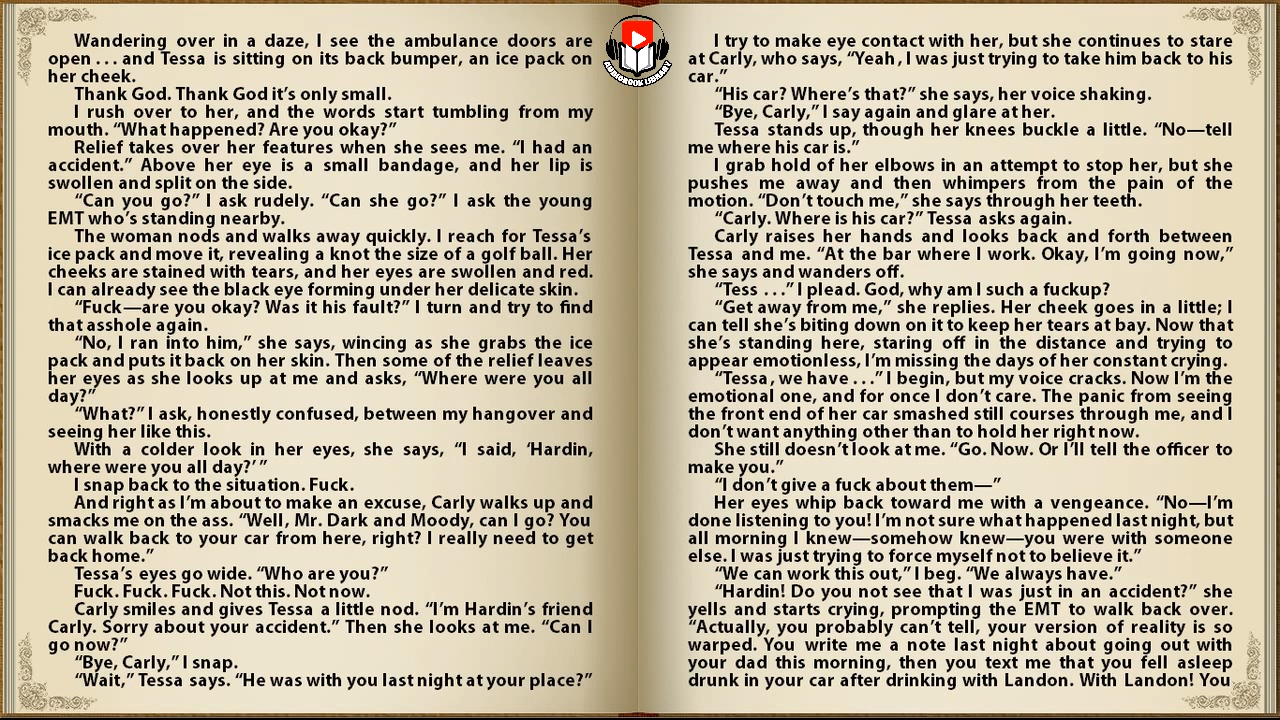 Wandering over in a daze, I see the ambulance doors are
open . . . and Tessa is sitting on its back bumper, an ice pack on
her cheek.
Thank God. Thank God it’s only small.
I rush over to her, and the words start tumbling from my
mouth. “What happened? Are you okay?”
Relief takes over her features when she sees me. “I had an
accident.” Above her eye is a small bandage, and her lip is
swollen and split on the side.
“Can you go?” I ask rudely. “Can she go?” I ask the young
EMT who’s standing nearby.
The woman nods and walks away quickly. I reach for Tessa’s
ice pack and move it, revealing a knot the size of a golf ball. Her
cheeks are stained with tears, and her eyes are swollen and red.
I can already see the black eye forming under her delicate skin.
“Fuck—are you okay? Was it his fault?” I turn and try to find
that asshole again.
“No, I ran into him,” she says, wincing as she grabs the ice
pack and puts it back on her skin. Then some of the relief leaves
her eyes as she looks up at me and asks, “Where were you all
day?”
“What?” I ask, honestly confused, between my hangover and
seeing her like this.
With a colder look in her eyes, she says, “I said, ‘Hardin,
where were you all day?’ ”
I snap back to the situation. Fuck.
And right as I’m about to make an excuse, Carly walks up and
smacks me on the ass. “Well, Mr. Dark and Moody, can I go? You
can walk back to your car from here, right? I really need to get
back home.”
Tessa’s eyes go wide. “Who are you?”
Fuck. Fuck. Fuck. Not this. Not now.
Carly smiles and gives Tessa a little nod. “I’m Hardin’s friend
Carly. Sorry about your accident.” Then she looks at me. “Can I
go now?”
“Bye, Carly,” I snap.
“Wait,” Tessa says. “He was with you last night at your place?”
AUDIOBOOK LIBRARY
I try to make eye contact with her, but she continues to stare
at Carly, who says, “Yeah, I was just trying to take him back to his
car.”
“His car? Where’s that?” she says, her voice shaking.
“Bye, Carly,” I say again and glare at her.
Tessa stands up, though her knees buckle a little. “No—tell
me where his car is.”
I grab hold of her elbows in an attempt to stop her, but she
pushes me away and then whimpers from the pain of the
motion. “Don’t touch me,” she says through her teeth.
“Carly. Where is his car?” Tessa asks again.
Carly raises her hands and looks back and forth between
Tessa and me. “At the bar where I work. Okay, I’m going now,”
she says and wanders off.
“Tess . . .” I plead. God, why am I such a fuckup?
“Get away from me,” she replies. Her cheek goes in a little; I
can tell she’s biting down on it to keep her tears at bay. Now that
she’s standing here, staring off in the distance and trying to
appear emotionless, I’m missing the days of her constant crying.
“Tessa, we have . . .” I begin, but my voice cracks. Now I’m the
emotional one, and for once I don’t care. The panic from seeing
the front end of her car smashed still courses through me, and I
don’t want anything other than to hold her right now.
She still doesn’t look at me. “Go. Now. Or I’ll tell the officer to
make you.”
“I don’t give a fuck about them—”
Her eyes whip back toward me with a vengeance. “No—I’m
done listening to you! I’m not sure what happened last night, but
all morning I knew—somehow knew—you were with someone
else. I was just trying to force myself not to believe it.”
“We can work this out,” I beg. “We always have.”
“Hardin! Do you not see that I was just in an accident?” she
yells and starts crying, prompting the EMT to walk back over.
“Actually, you probably can’t tell, your version of reality is so
warped. You write me a note last night about going out with
your dad this morning, then you text me that you fell asleep
drunk in your car after drinking with Landon. With Landon! You